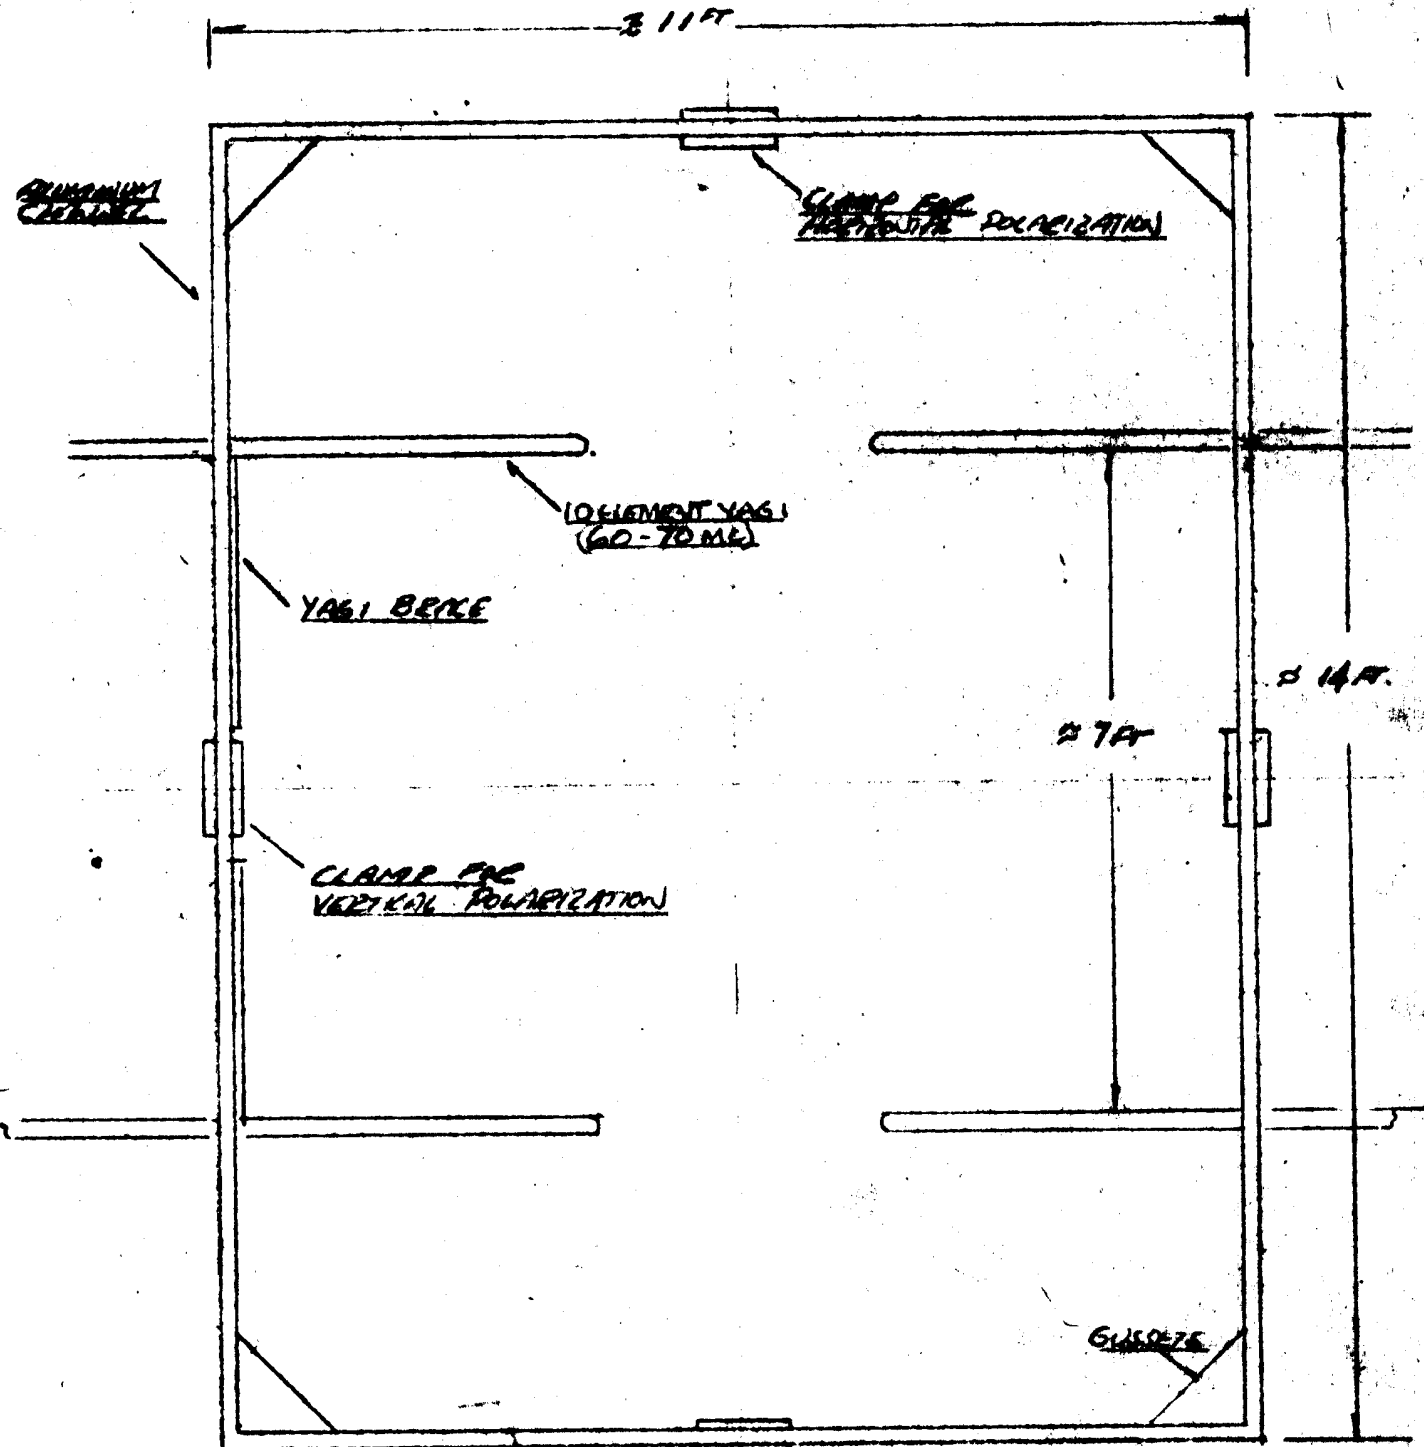 ≈ 11 FT
ALUMINUM
CHANNEL
CLAMP FOR
HORIZONTAL POLARIZATION
10 ELEMENT YAGI
(60-70 MC)
YAGI BRACE
≈ 14 FT.
≈ 7 FT
CLAMP FOR
VERTICAL POLARIZATION
GUSSETS